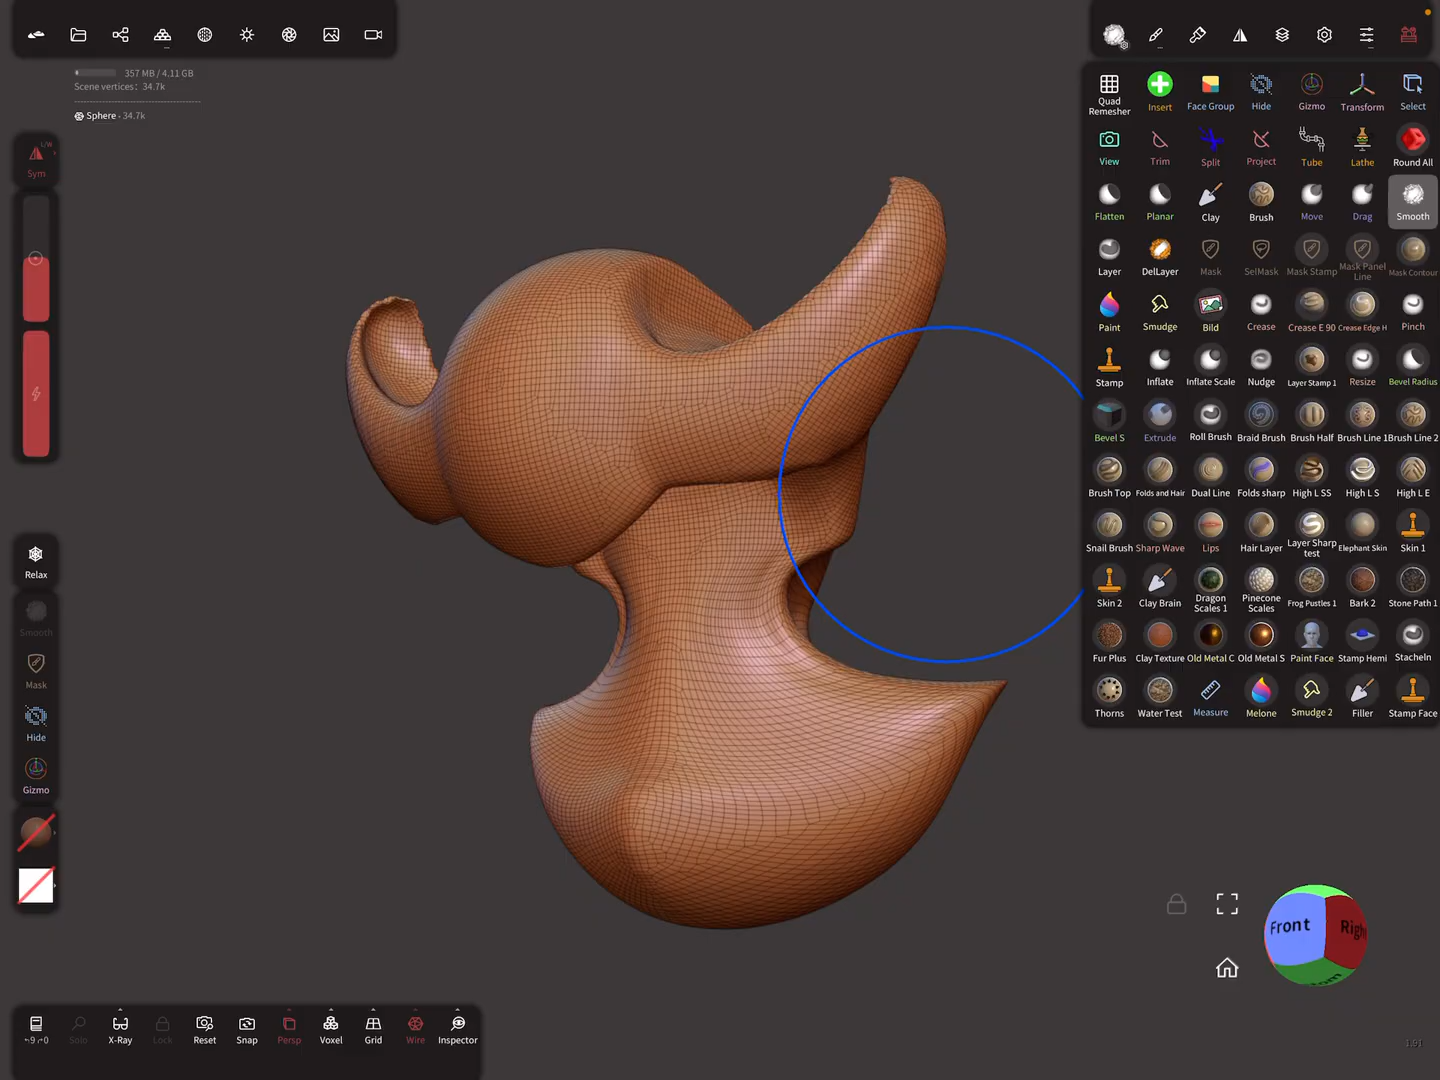 357 MB / 4,11 GB
Scene vertices: 34.7k
Sphere - 34.7k
L/W
Sym
Relax
Smooth
Mask
Hide
Gizmo
Quad Remesher
Insert
Face Group
Hide
Gizmo
Transform
Select
View
Trim
Split
Project
Tube
Lathe
Round All
Flatten
Planar
Clay
Brush
Move
Drag
Smooth
Layer
DelLayer
Mask
SelMask
Mask Stamp
Mask Panel Line
Mask Contour
Paint
Smudge
Bild
Crease
Crease E 90
Crease Edge H
Pinch
Stamp
Inflate
Inflate Scale
Nudge
Layer Stamp 1
Resize
Bevel Radius
Bevel S
Extrude
Roll Brush
Braid Brush
Brush Half
Brush Line 1
Brush Line 2
Brush Top
Folds and Hair
Dual Line
Folds sharp
High L SS
High L S
High L E
Snail Brush
Sharp Wave
Lips
Hair Layer
Layer Sharp test
Elephant Skin
Skin 1
Skin 2
Clay Brain
Dragon Scales 1
Pinecone Scales
Frog Pustles 1
Bark 2
Stone Path 1
Fur Plus
Clay Texture
Old Metal C
Old Metal S
Paint Face
Stamp Hemi
Stacheln
Thorns
Water Test
Measure
Melone
Smudge 2
Filler
Stamp Face
Front
Solo
X-Ray
Lock
Reset
Snap
Persp
Voxel
Grid
Wire
Inspector
1.91